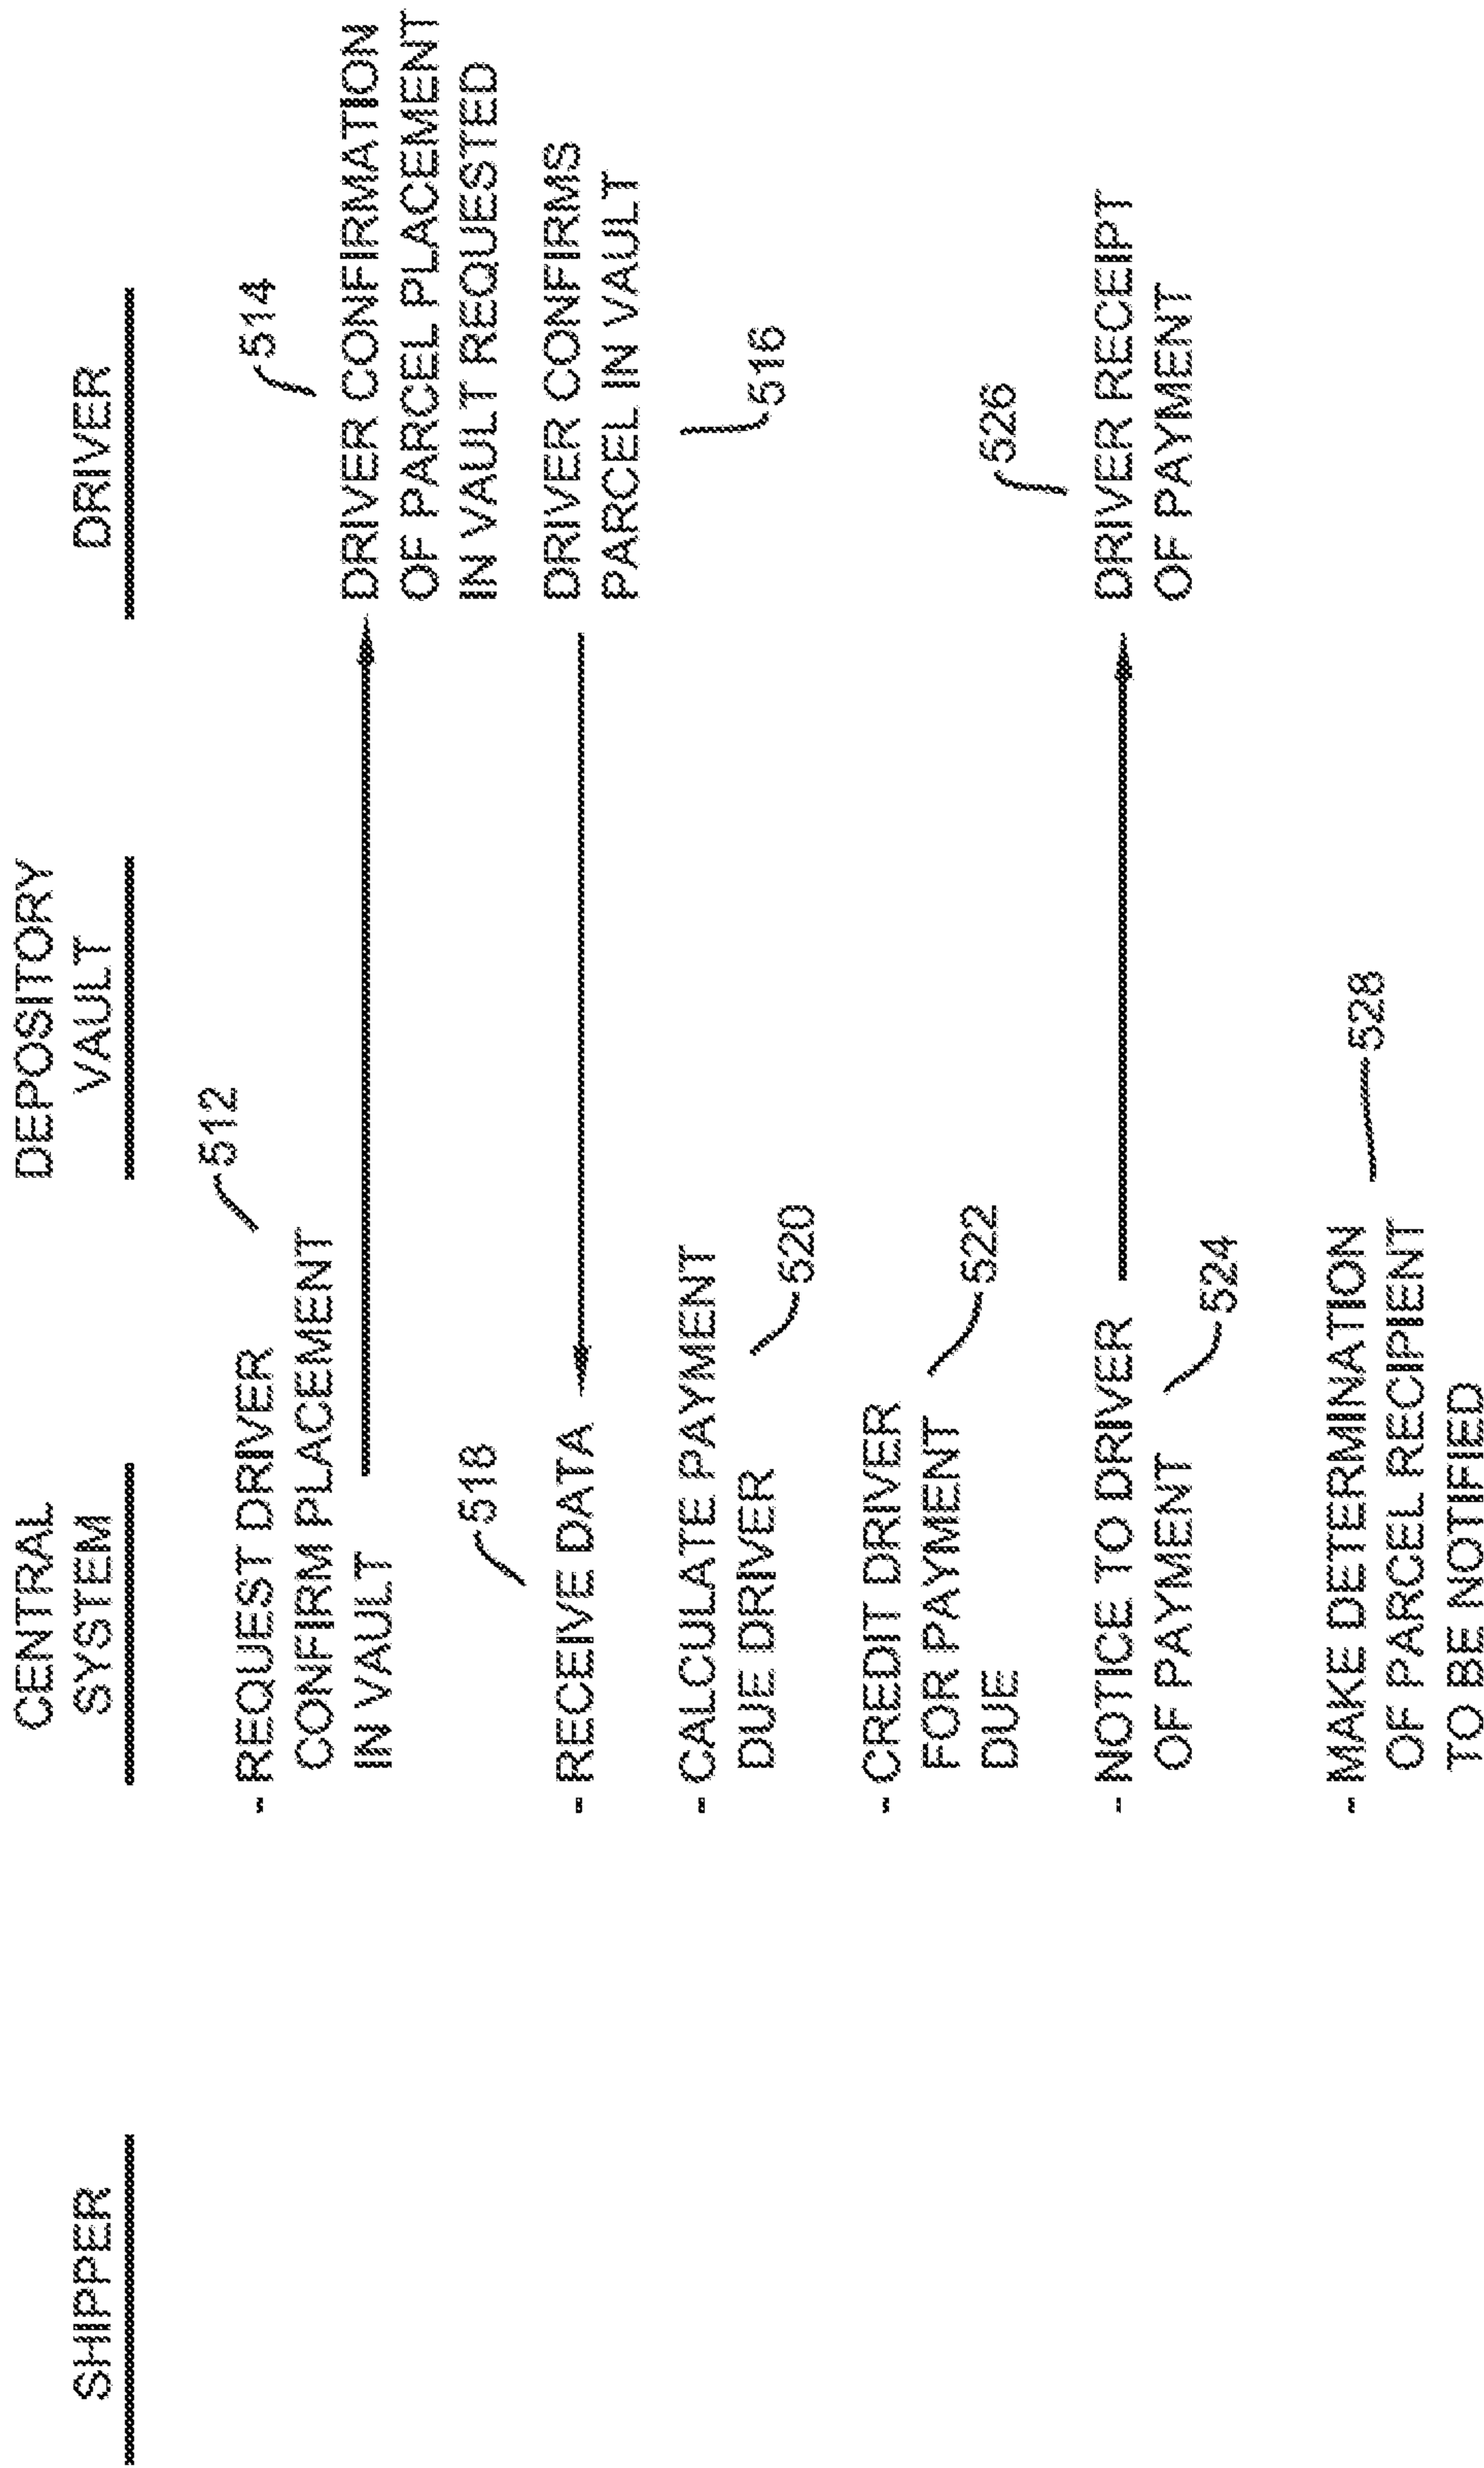 SHIPPER
CENTRAL
SYSTEM
DEPOSITORY
VAULT
DRIVER
512
- REQUEST DRIVER
CONFIRM PLACEMENT
IN VAULT
514
DRIVER CONFIRMATION
OF PARCEL PLACEMENT
IN VAULT REQUESTED
DRIVER CONFIRMS
PARCEL IN VAULT
516
518
- RECEIVE DATA
- CALCULATE PAYMENT
DUE DRIVER
520
- CREDIT DRIVER
FOR PAYMENT
DUE
522
- NOTICE TO DRIVER
OF PAYMENT
524
526
DRIVER RECEIPT
OF PAYMENT
- MAKE DETERMINATION
OF PARCEL RECIPIENT
TO BE NOTIFIED
528